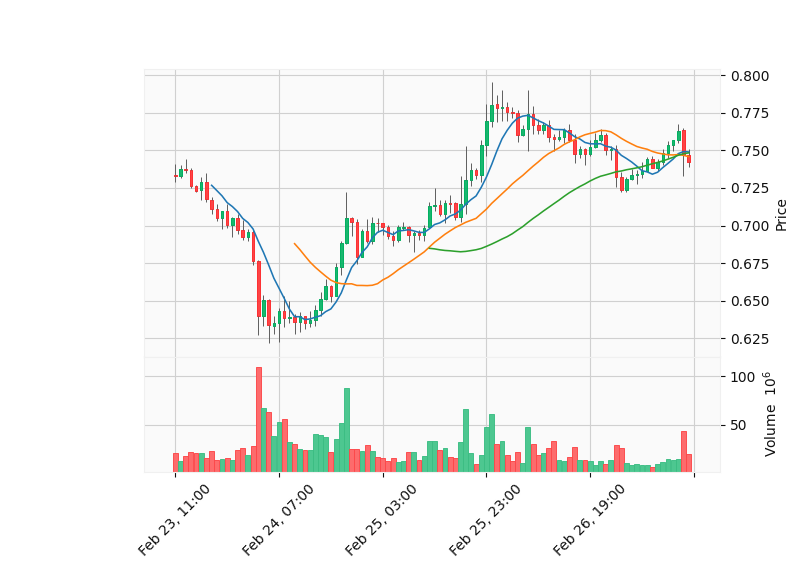 0.800
0.775
0.750
0.725
0.700
0.675
0.650
0.625
Price
100
50
Volume 10⁶
Feb 23, 11:00
Feb 24, 07:00
Feb 25, 03:00
Feb 25, 23:00
Feb 26, 19:00